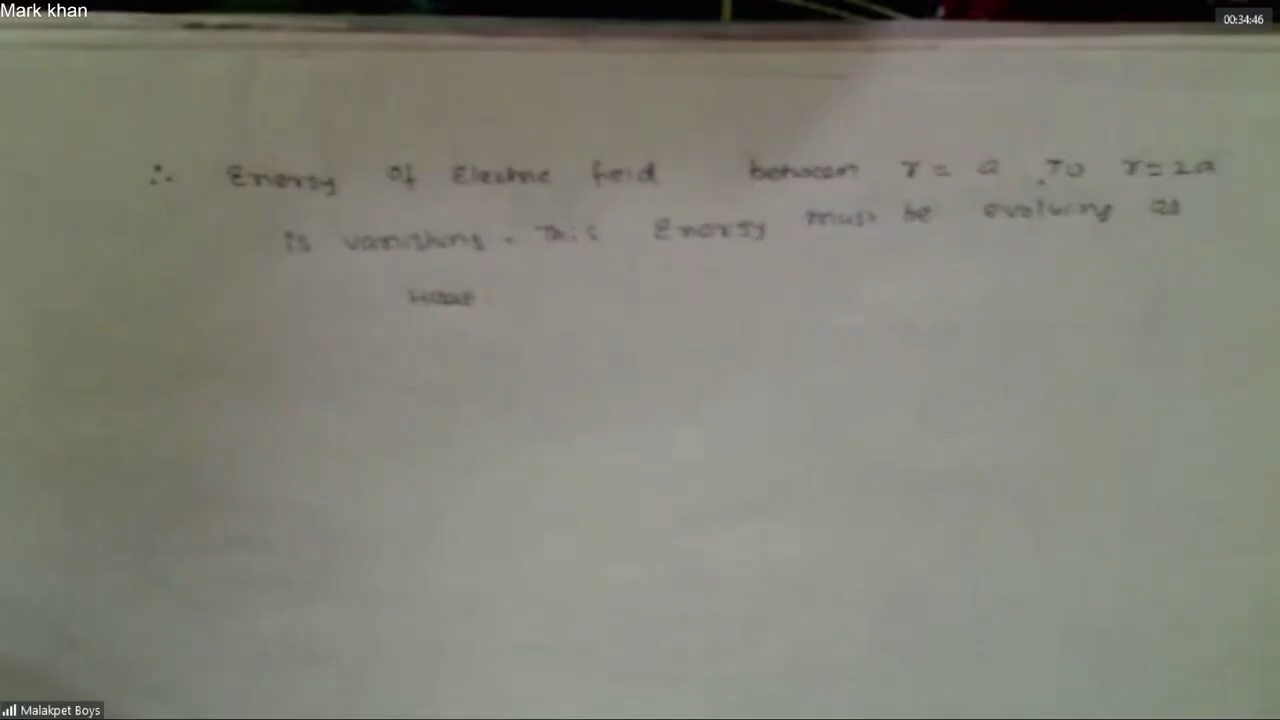 Mark khan
00:34:46
∴ Energy of Electric field between r = a To r = 2a
is vanishing. This Energy must be evolving as
Heat
Malakpet Boys